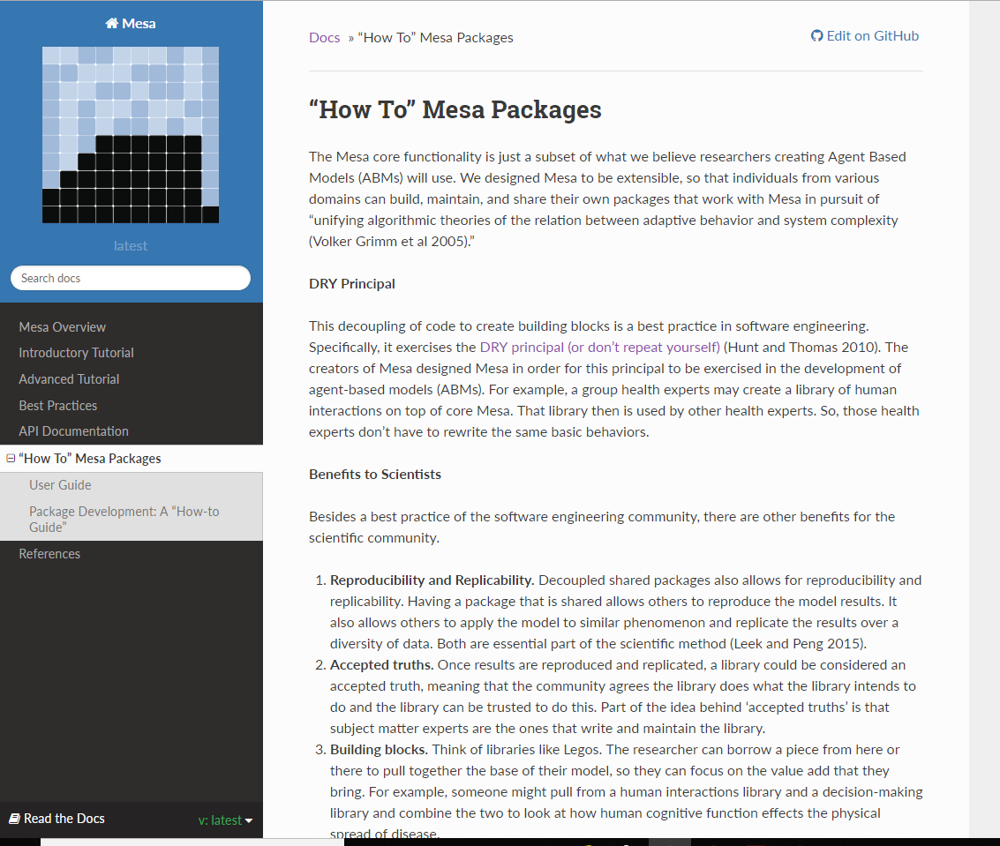 Mesa
latest
Search docs
Mesa Overview
Introductory Tutorial
Advanced Tutorial
Best Practices
API Documentation
“How To” Mesa Packages
User Guide
Package Development: A “How-to
Guide”
References
Read the Docs
v: latest
Docs » “How To” Mesa Packages
Edit on GitHub
“How To” Mesa Packages
The Mesa core functionality is just a subset of what we believe researchers creating Agent Based
Models (ABMs) will use. We designed Mesa to be extensible, so that individuals from various
domains can build, maintain, and share their own packages that work with Mesa in pursuit of
“unifying algorithmic theories of the relation between adaptive behavior and system complexity
(Volker Grimm et al 2005).”
DRY Principal
This decoupling of code to create building blocks is a best practice in software engineering.
Specifically, it exercises the DRY principal (or don’t repeat yourself) (Hunt and Thomas 2010). The
creators of Mesa designed Mesa in order for this principal to be exercised in the development of
agent-based models (ABMs). For example, a group health experts may create a library of human
interactions on top of core Mesa. That library then is used by other health experts. So, those health
experts don’t have to rewrite the same basic behaviors.
Benefits to Scientists
Besides a best practice of the software engineering community, there are other benefits for the
scientific community.
1. Reproducibility and Replicability. Decoupled shared packages also allows for reproducibility and
replicability. Having a package that is shared allows others to reproduce the model results. It
also allows others to apply the model to similar phenomenon and replicate the results over a
diversity of data. Both are essential part of the scientific method (Leek and Peng 2015).
2. Accepted truths. Once results are reproduced and replicated, a library could be considered an
accepted truth, meaning that the community agrees the library does what the library intends to
do and the library can be trusted to do this. Part of the idea behind ‘accepted truths’ is that
subject matter experts are the ones that write and maintain the library.
3. Building blocks. Think of libraries like Legos. The researcher can borrow a piece from here or
there to pull together the base of their model, so they can focus on the value add that they
bring. For example, someone might pull from a human interactions library and a decision-making
library and combine the two to look at how human cognitive function effects the physical
spread of disease.